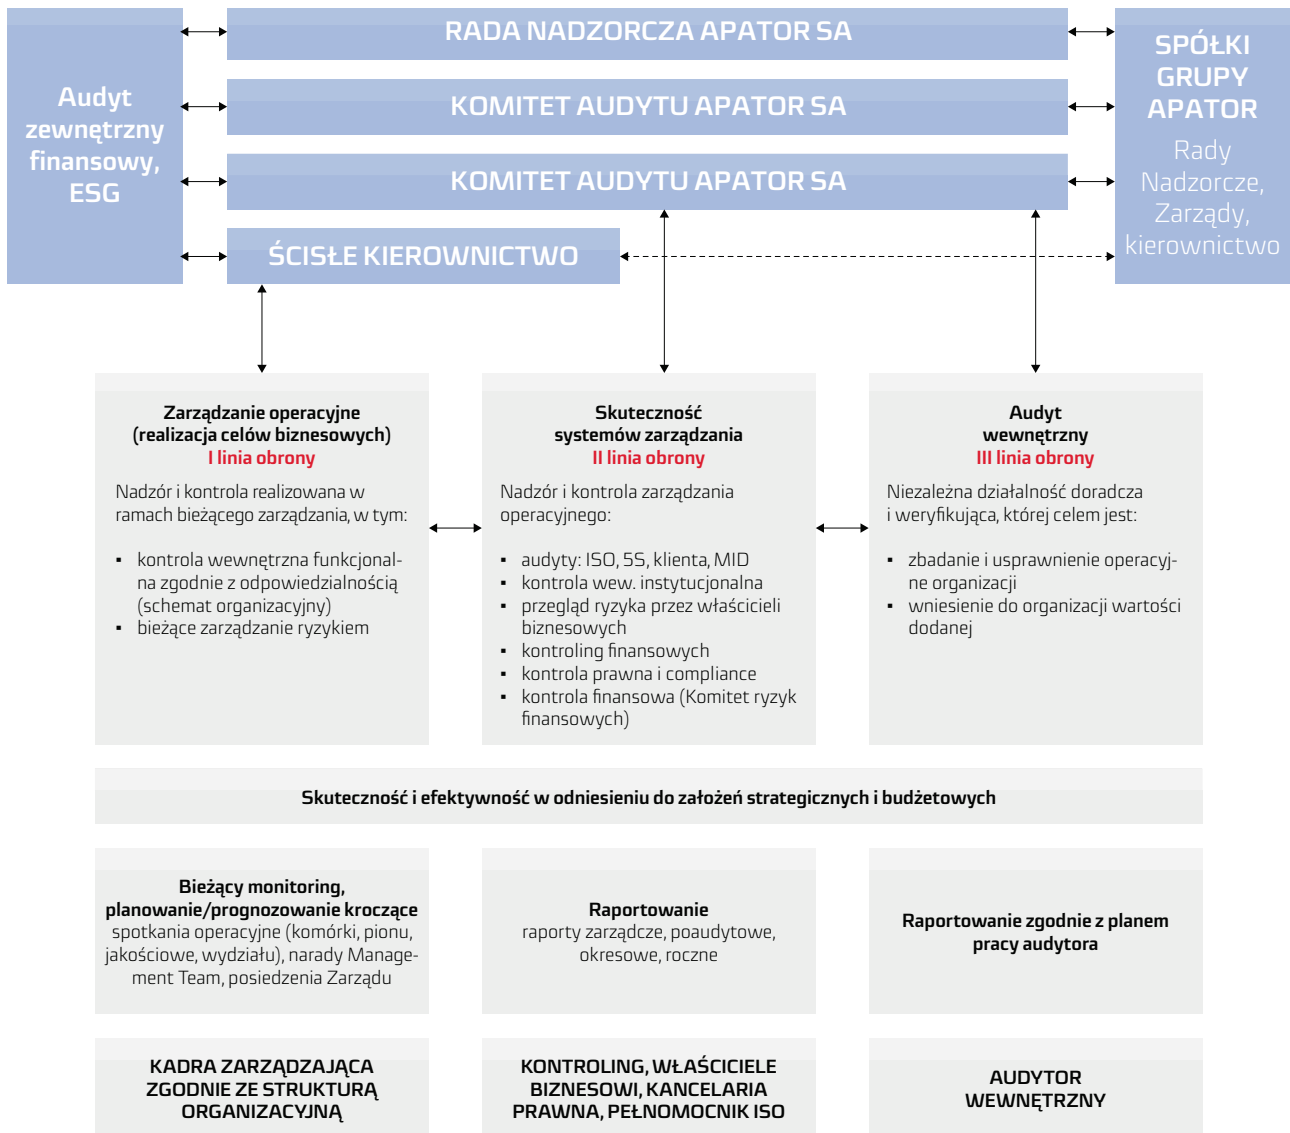 RADA NADZORCZA APATOR SA
KOMITET AUDYTU APATOR SA
KOMITET AUDYTU APATOR SA
ŚCISŁE KIEROWNICTWO
Audyt
zewnętrzny
finansowy,
ESG
SPÓŁKI
GRUPY
APATOR
Rady
Nadzorcze,
Zarządy,
kierownictwo
Zarządzanie operacyjne
(realizacja celów biznesowych)
I linia obrony
Nadzór i kontrola realizowana w
ramach bieżącego zarządzania, w tym:
▪ kontrola wewnętrzna funkcjonal-
na zgodnie z odpowiedzialnością
(schemat organizacyjny)
▪ bieżące zarządzanie ryzykiem
Skuteczność
systemów zarządzania
II linia obrony
Nadzór i kontrola zarządzania
operacyjnego:
▪ audyty: ISO, 5S, klienta, MID
▪ kontrola wew. instytucjonalna
▪ przegląd ryzyka przez właścicieli
biznesowych
▪ kontroling finansowych
▪ kontrola prawna i compliance
▪ kontrola finansowa (Komitet ryzyk
finansowych)
Audyt
wewnętrzny
III linia obrony
Niezależna działalność doradcza
i weryfikująca, której celem jest:
▪ zbadanie i usprawnienie operacyj-
ne organizacji
▪ wniesienie do organizacji wartości
dodanej
Skuteczność i efektywność w odniesieniu do założeń strategicznych i budżetowych
Bieżący monitoring,
planowanie/prognozowanie kroczące
spotkania operacyjne (komórki, pionu,
jakościowe, wydziału), narady Manage-
ment Team, posiedzenia Zarządu
Raportowanie
raporty zarządcze, poaudytowe,
okresowe, roczne
Raportowanie zgodnie z planem
pracy audytora
KADRA ZARZĄDZAJĄCA
ZGODNIE ZE STRUKTURĄ
ORGANIZACYJNĄ
KONTROLING, WŁAŚCICIELE
BIZNESOWI, KANCELARIA
PRAWNA, PEŁNOMOCNIK ISO
AUDYTOR
WEWNĘTRZNY